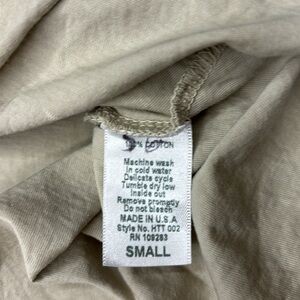 100% COTTON
Machine wash
in cold water
Delicate cycle
Tumble dry low
Inside out
Remove promptly
Do not bleach
MADE IN U.S.A
Style No. HTT 002
RN 109283
SMALL